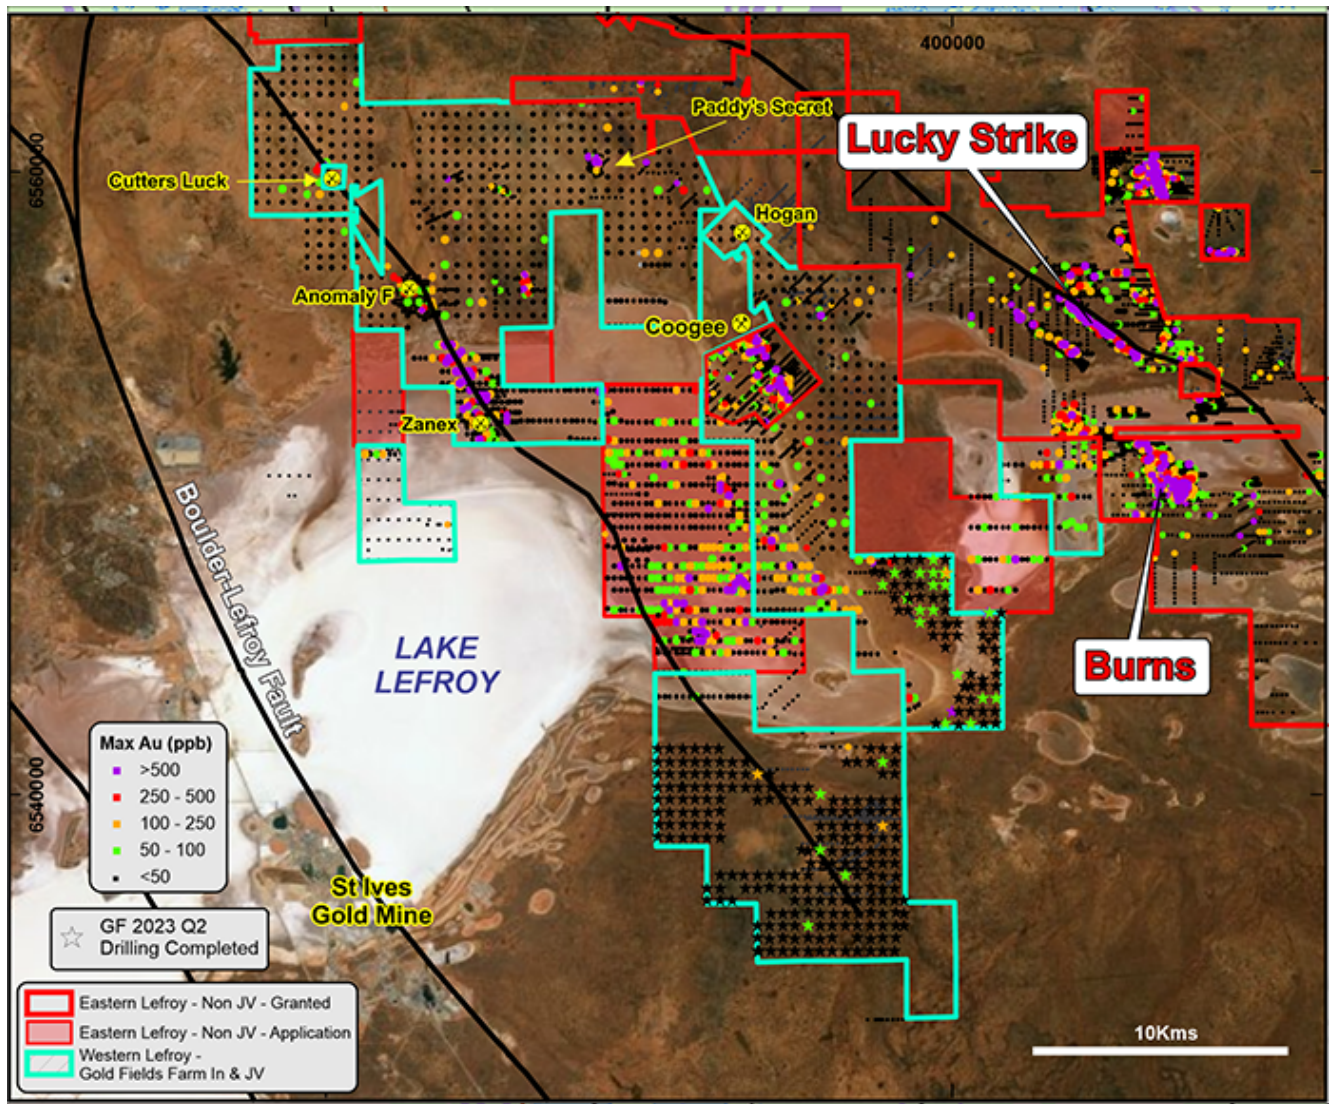 400000
6560000
6540000
Paddy's Secret
Lucky Strike
Cutters Luck
Hogan
Anomaly F
Coogee
Zanex
Boulder-Lefroy Fault
LAKE
LEFROY
Burns
Max Au (ppb)
>500
250 - 500
100 - 250
50 - 100
<50
St Ives
Gold Mine
GF 2023 Q2
Drilling Completed
Eastern Lefroy - Non JV - Granted
Eastern Lefroy - Non JV - Application
Western Lefroy -
Gold Fields Farm In & JV
10Kms